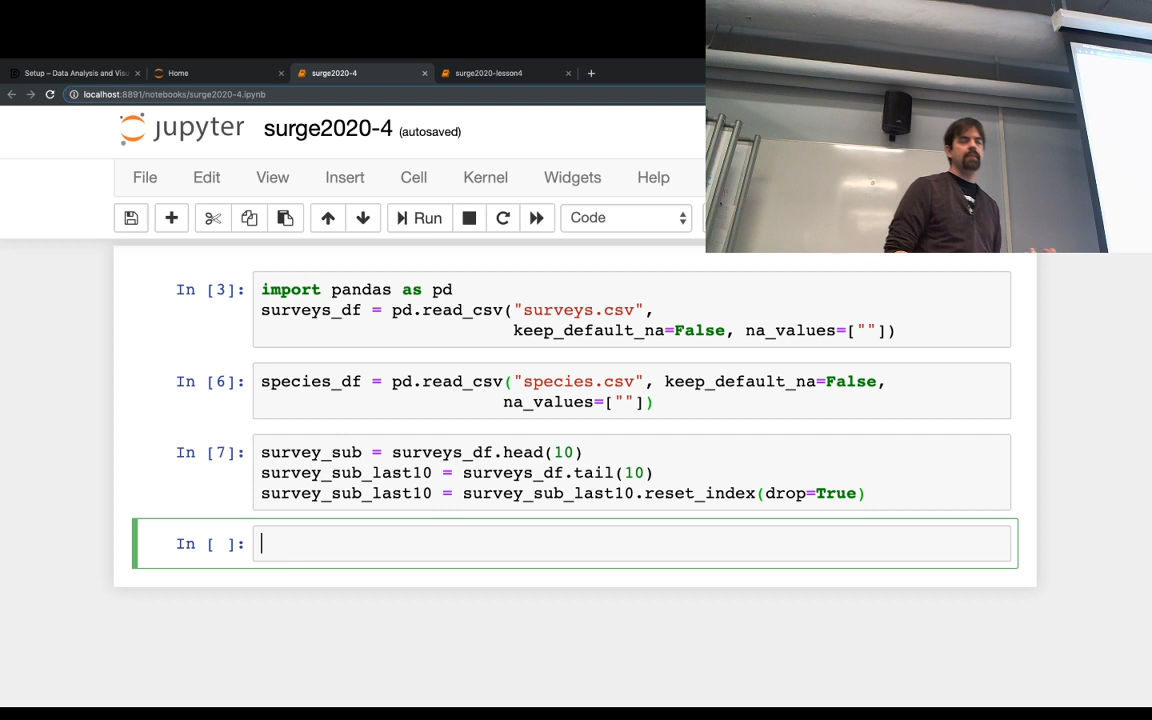 Setup – Data Analysis and Visu
Home
surge2020-4
surge2020-lesson4
localhost:8891/notebooks/surge2020-4.ipynb
jupyter surge2020-4 (autosaved)
File Edit View Insert Cell Kernel Widgets Help
Run Code
In [3]: import pandas as pd
surveys_df = pd.read_csv("surveys.csv",
keep_default_na=False, na_values=[""])
In [6]: species_df = pd.read_csv("species.csv", keep_default_na=False,
na_values=[""])
In [7]: survey_sub = surveys_df.head(10)
survey_sub_last10 = surveys_df.tail(10)
survey_sub_last10 = survey_sub_last10.reset_index(drop=True)
In [ ]: